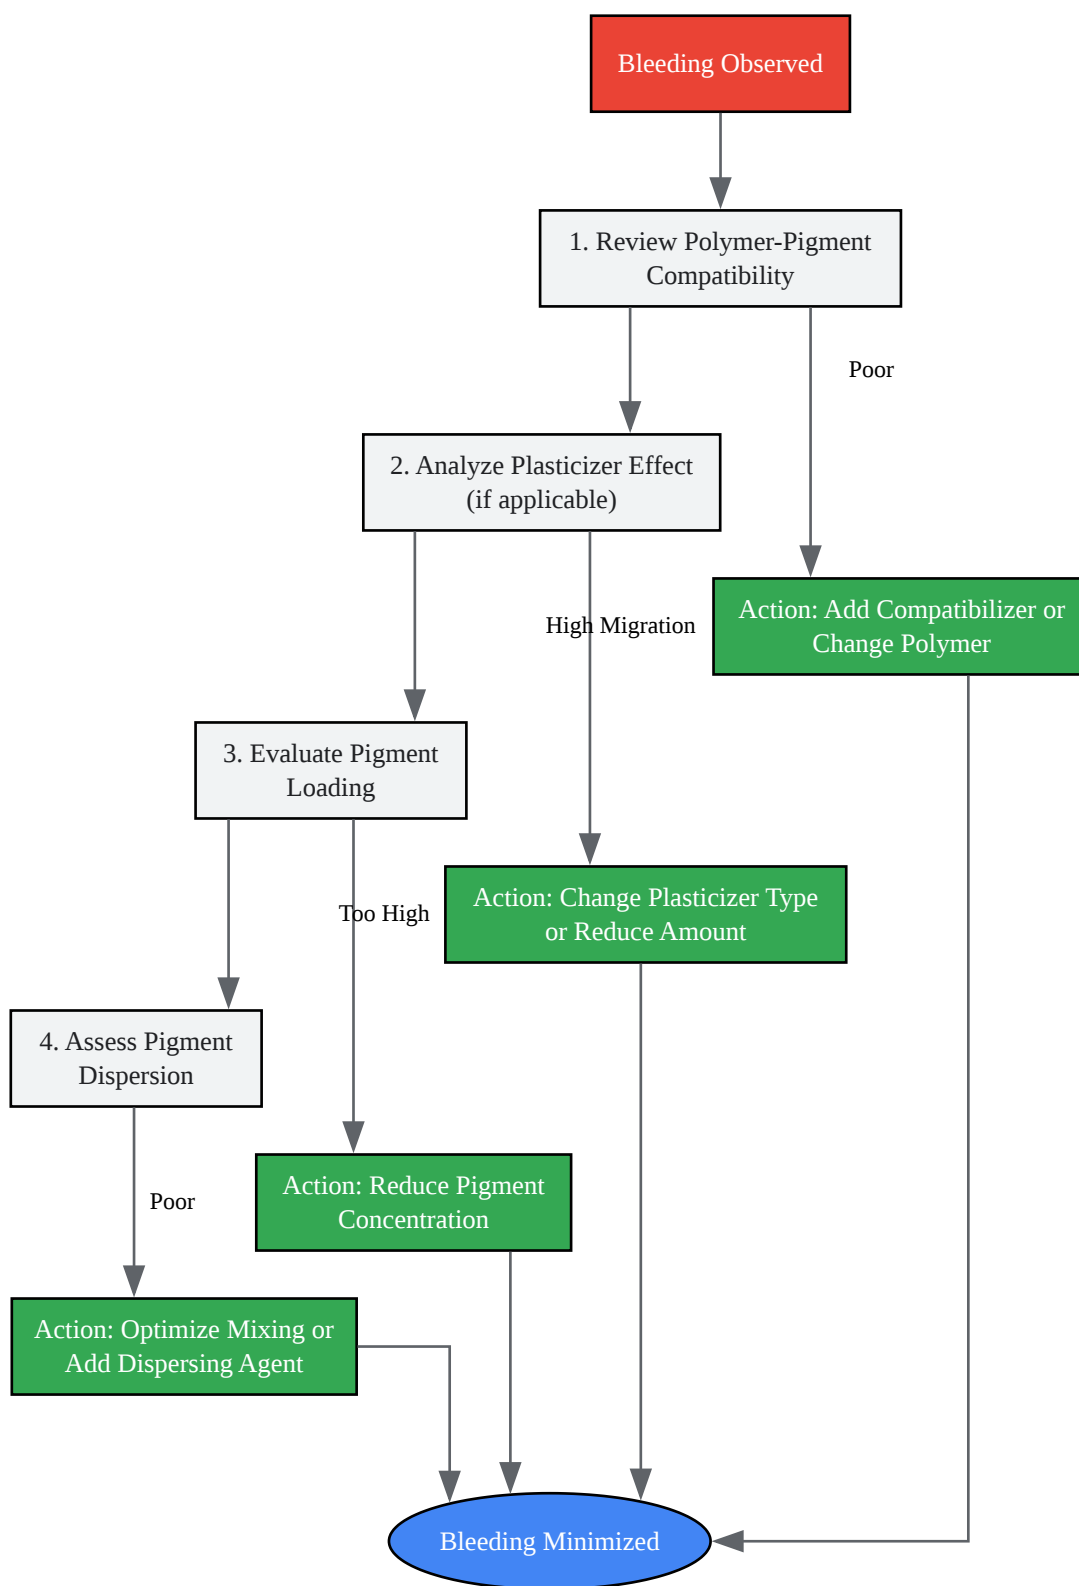 Bleeding Observed
1. Review Polymer-Pigment
Compatibility
Poor
2. Analyze Plasticizer Effect
(if applicable)
Action: Add Compatibilizer or
Change Polymer
High Migration
3. Evaluate Pigment
Loading
Action: Change Plasticizer Type
or Reduce Amount
Too High
4. Assess Pigment
Dispersion
Action: Reduce Pigment
Concentration
Poor
Action: Optimize Mixing or
Add Dispersing Agent
Bleeding Minimized